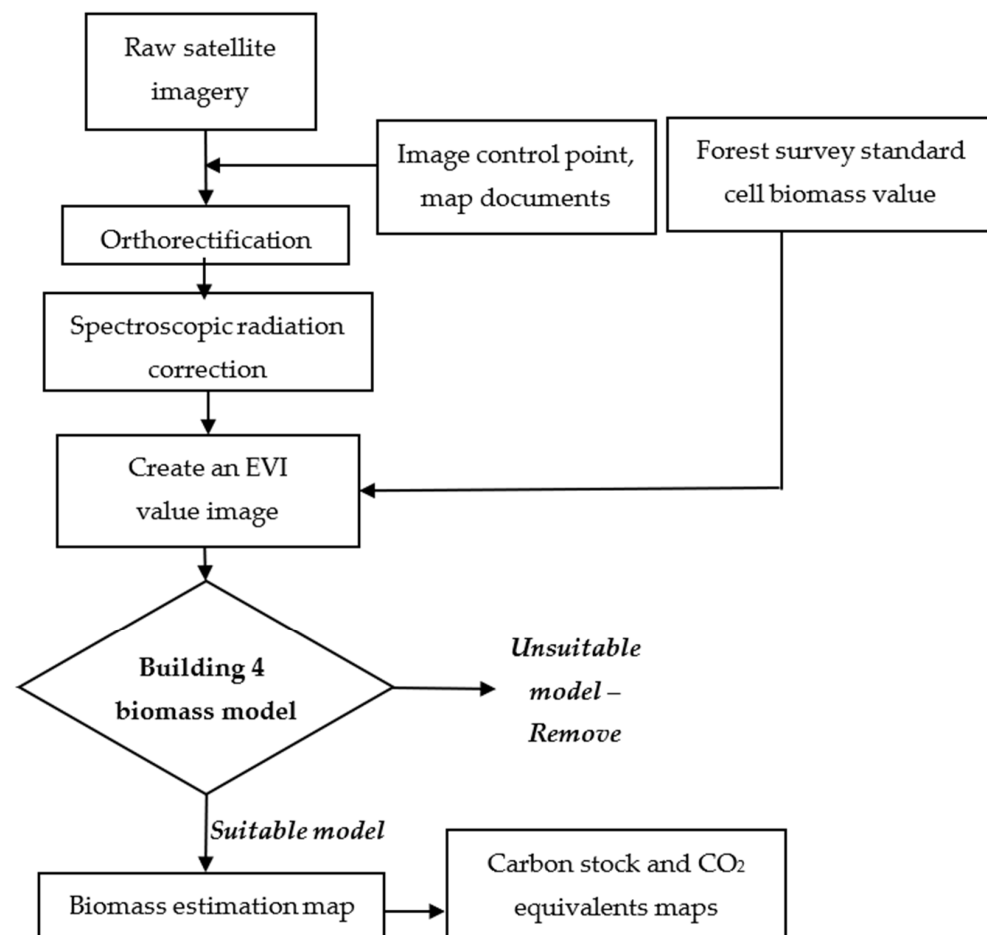 Raw satellite
imagery
Image control point,
map documents
Forest survey standard
cell biomass value
Orthorectification
Spectroscopic radiation
correction
Create an EVI
value image
Building 4
biomass model
Unsuitable
model –
Remove
Suitable model
Biomass estimation map
Carbon stock and CO₂
equivalents maps